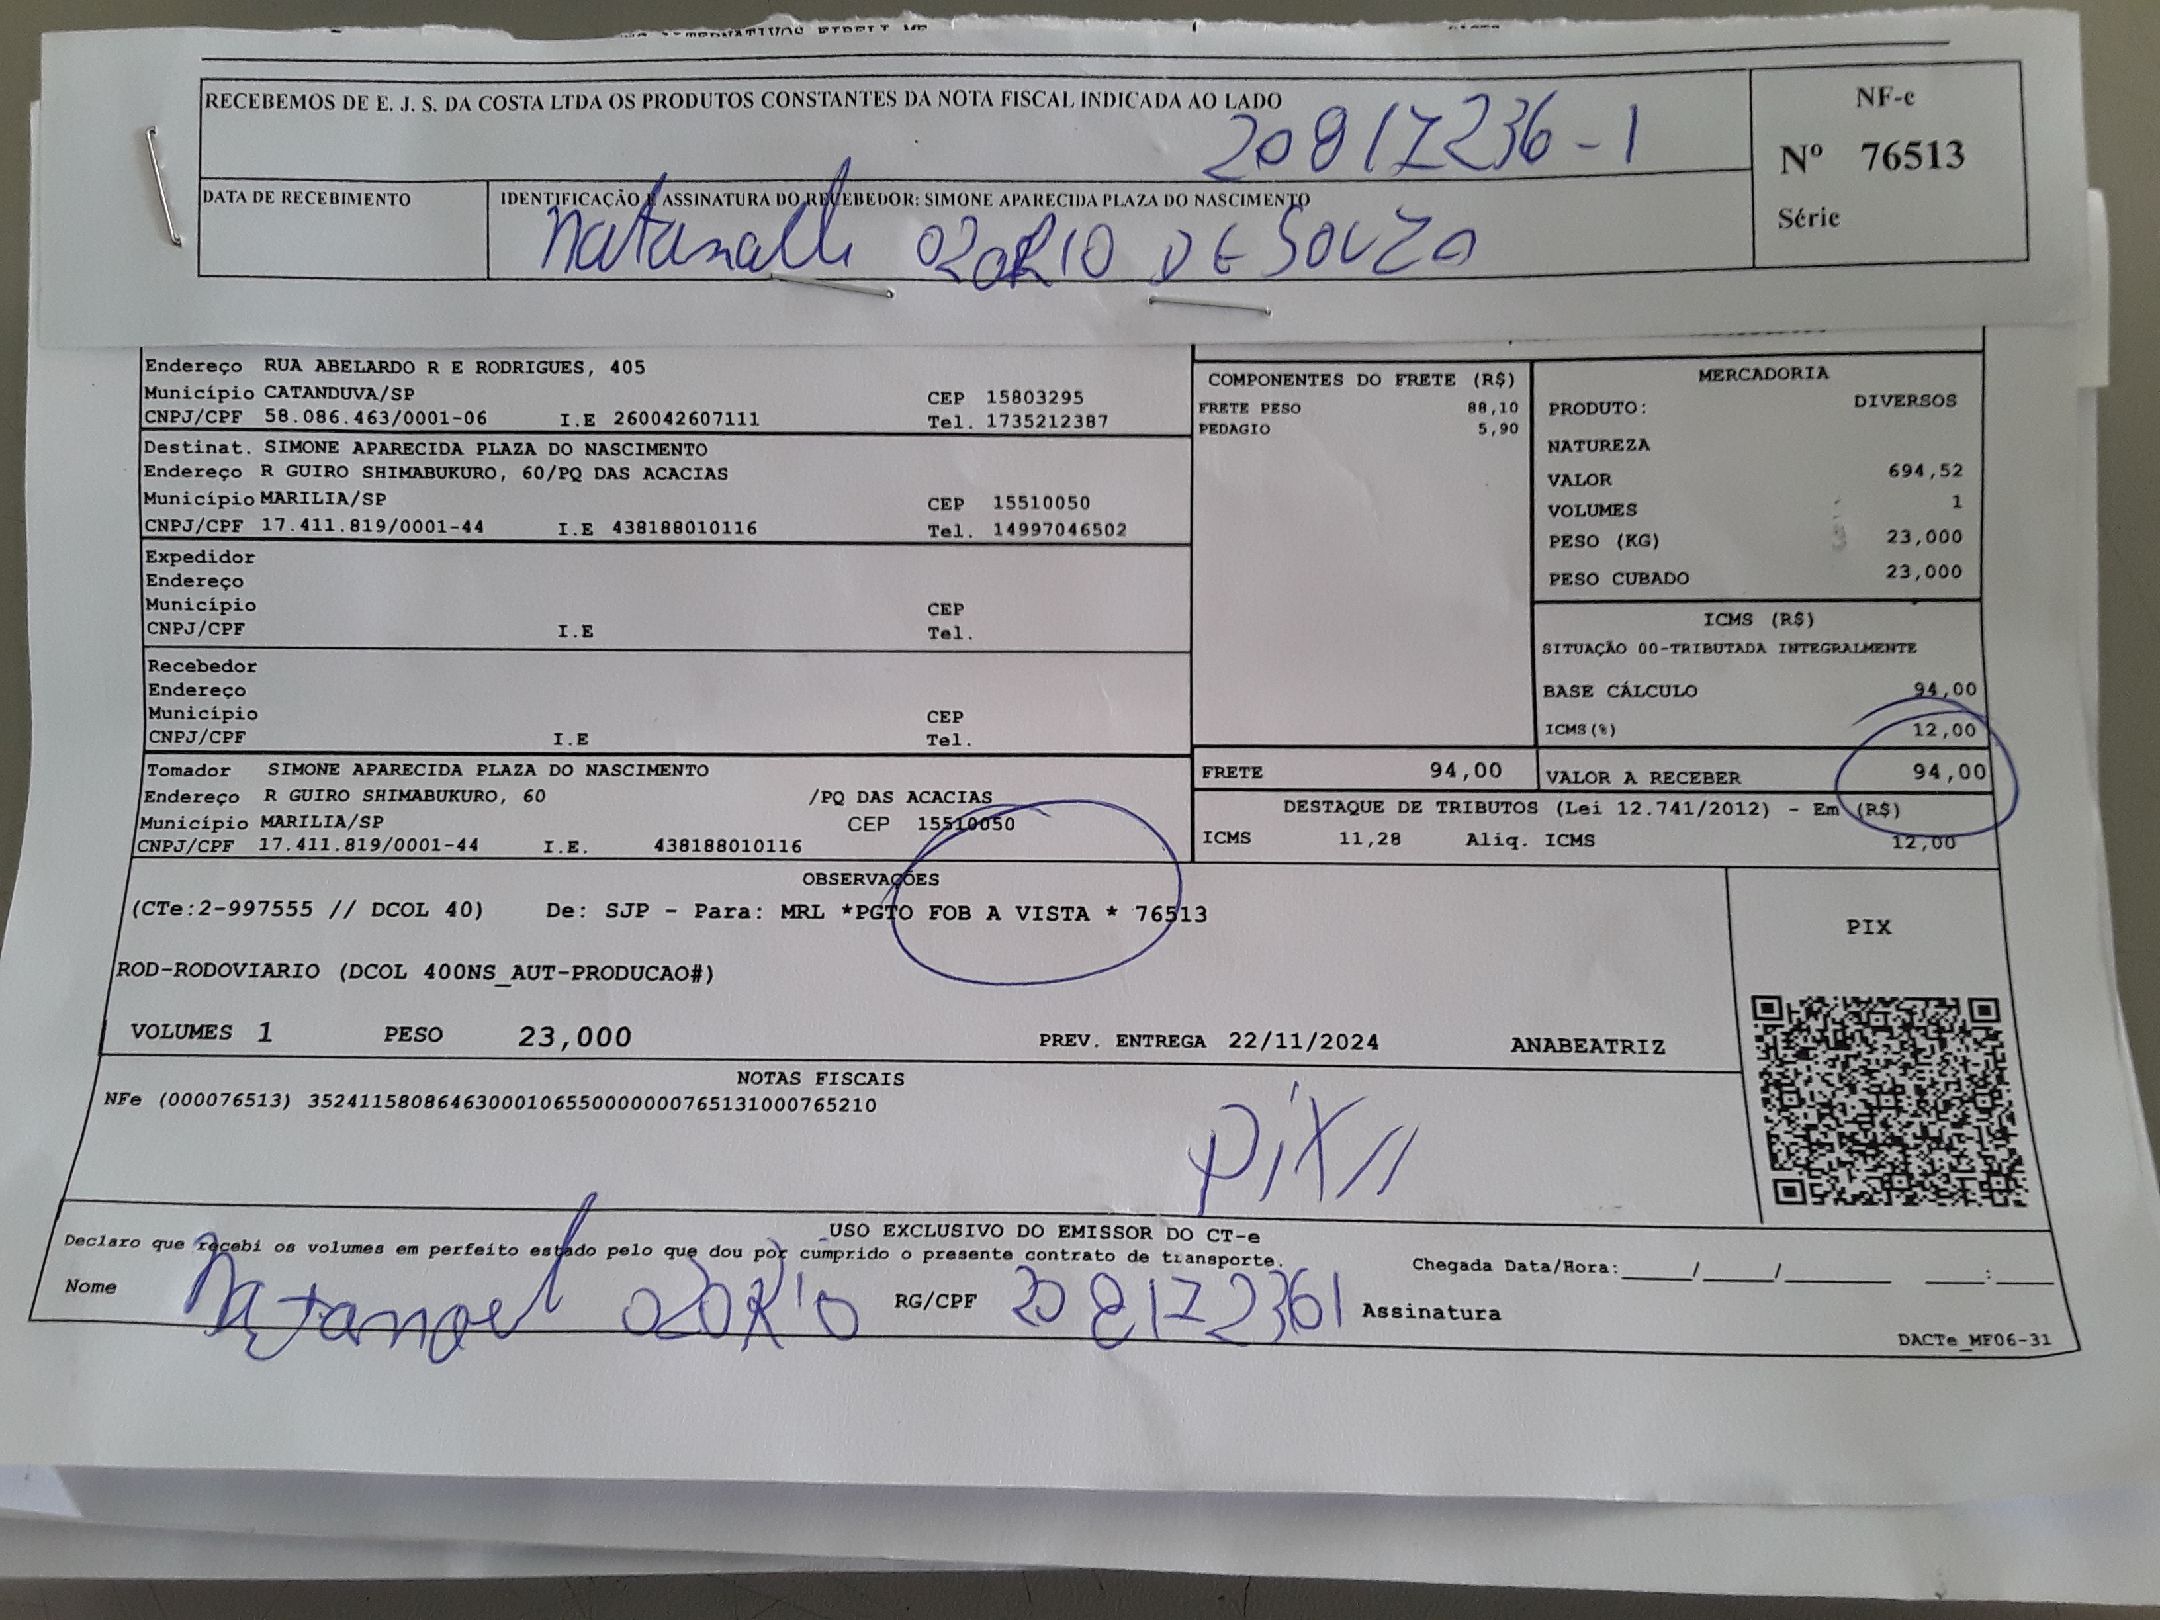 RECEBEMOS DE E. J. S. DA COSTA LTDA OS PRODUTOS CONSTANTES DA NOTA FISCAL INDICADA AO LADO
20817236-1
NF-e
Nº 76513
Série
DATA DE RECEBIMENTO
IDENTIFICAÇÃO E ASSINATURA DO RECEBEDOR: SIMONE APARECIDA PLAZA DO NASCIMENTO
OZORIO DE SOUZA
Endereço RUA ABELARDO R E RODRIGUES, 405
Município CATANDUVA/SP CEP 15803295
CNPJ/CPF 58.086.463/0001-06 I.E 260042607111 Tel. 1735212387
Destinat. SIMONE APARECIDA PLAZA DO NASCIMENTO
Endereço R GUIRO SHIMABUKURO, 60/PQ DAS ACACIAS
Município MARILIA/SP CEP 15510050
CNPJ/CPF 17.411.819/0001-44 I.E 438188010116 Tel. 14997046502
Expedidor
Endereço
Município CEP
CNPJ/CPF I.E Tel.
Recebedor
Endereço
Município CEP
CNPJ/CPF I.E Tel.
Tomador SIMONE APARECIDA PLAZA DO NASCIMENTO
Endereço R GUIRO SHIMABUKURO, 60 /PQ DAS ACACIAS
Município MARILIA/SP CEP 15510050
CNPJ/CPF 17.411.819/0001-44 I.E. 438188010116
COMPONENTES DO FRETE (R$)
FRETE PESO 88,10
PEDAGIO 5,90
MERCADORIA
PRODUTO: DIVERSOS
NATUREZA
VALOR 694,52
VOLUMES 1
PESO (KG) 23,000
PESO CUBADO 23,000
ICMS (R$)
SITUAÇÃO 00-TRIBUTADA INTEGRALMENTE
BASE CÁLCULO 94,00
ICMS(%) 12,00
FRETE 94,00
VALOR A RECEBER 94,00
DESTAQUE DE TRIBUTOS (Lei 12.741/2012) - Em (R$)
ICMS 11,28 Aliq. ICMS 12,00
OBSERVAÇÕES
(CTe:2-997555 // DCOL 40) De: SJP - Para: MRL *PGTO FOB A VISTA * 76513
ROD-RODOVIARIO (DCOL 400NS_AUT-PRODUCAO#)
VOLUMES 1 PESO 23,000 PREV. ENTREGA 22/11/2024 ANABEATRIZ
PIX
NOTAS FISCAIS
NFe (000076513) 35241158086463000106550000000765131000765210
PIX //
USO EXCLUSIVO DO EMISSOR DO CT-e
Declaro que recebi os volumes em perfeito estado pelo que dou por cumprido o presente contrato de transporte.
Chegada Data/Hora:_____/_____/_______ ____:____
Nome Natanael OZORIO RG/CPF 208172361 Assinatura
DACTe_MF06-31